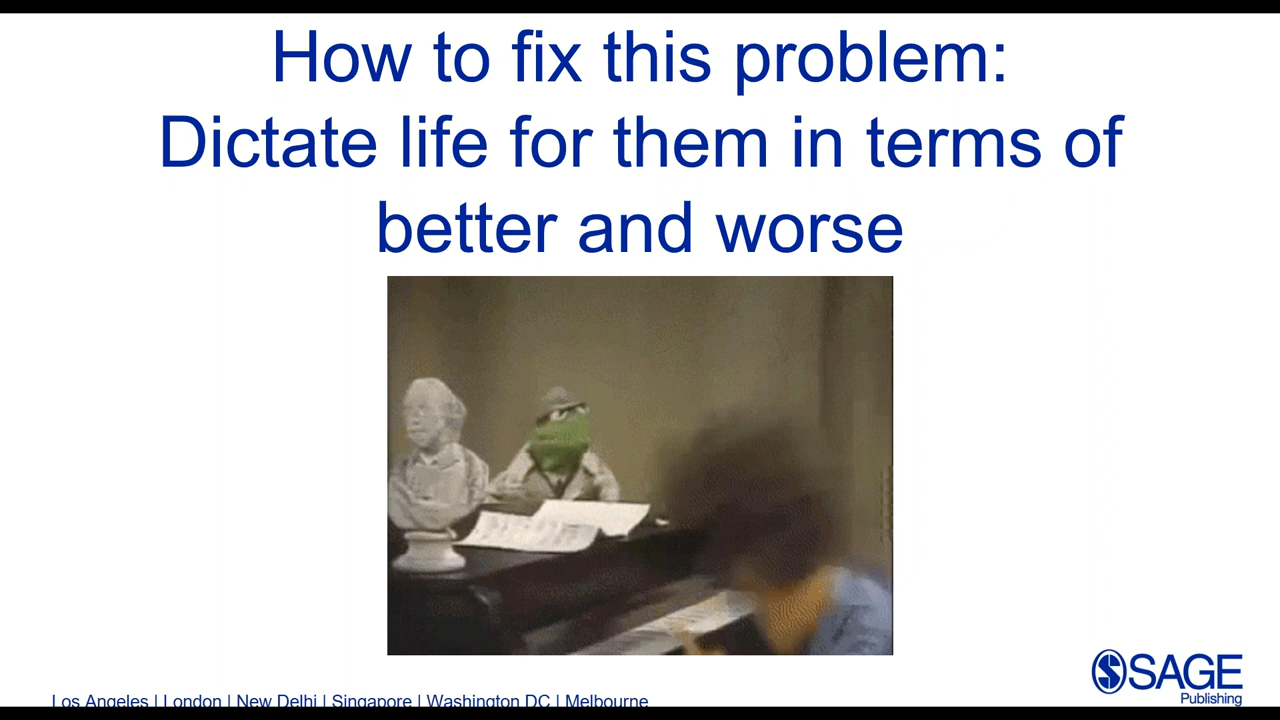 How to fix this problem:
Dictate life for them in terms of
better and worse
SAGE
Publishing
Los Angeles | London | New Delhi | Singapore | Washington DC | Melbourne